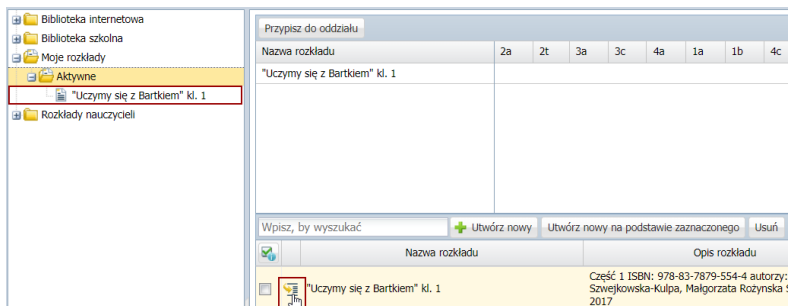 Biblioteka internetowa
Biblioteka szkolna
Moje rozkłady
Aktywne
"Uczymy się z Bartkiem" kl. 1
Rozkłady nauczycieli
Przypisz do oddziału
Nazwa rozkładu 2a 2t 3a 3c 4a 1a 1b 4c
"Uczymy się z Bartkiem" kl. 1
Wpisz, by wyszukać Utwórz nowy Utwórz nowy na podstawie zaznaczonego Usuń
Nazwa rozkładu Opis rozkładu
"Uczymy się z Bartkiem" kl. 1
Część 1 ISBN: 978-83-7879-554-4 autorzy:
Szwejkowska-Kulpa, Małgorzata Rożynska S
2017